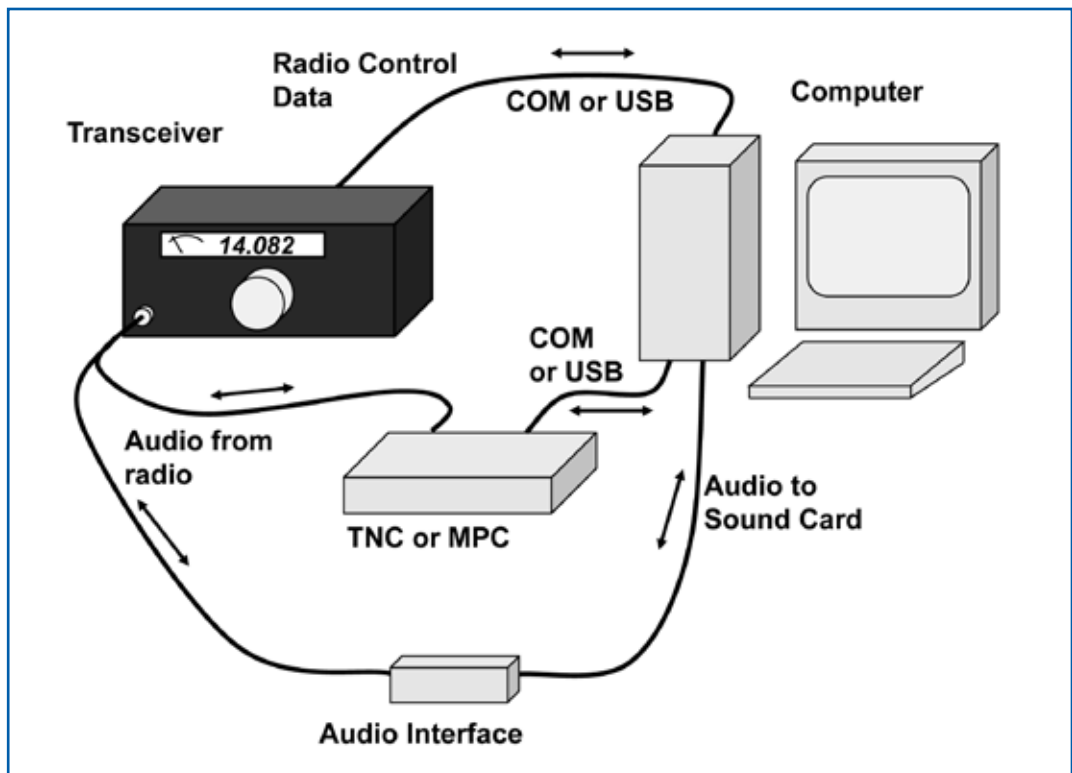 Radio Control
Data
COM or USB
Computer
Transceiver
14.082
COM
or USB
Audio from
radio
Audio to
Sound Card
TNC or MPC
Audio Interface